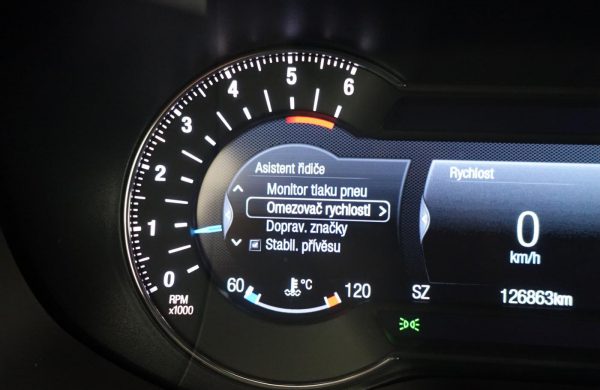 6
5
4
3
2
1
0
RPM
x1000
Asistent řidiče
Monitor tlaku pneu
Omezovač rychlosti >
Doprav. značky
Stabil. přívěsu
60 °C 120
Rychlost
0
km/h
SZ 126863km